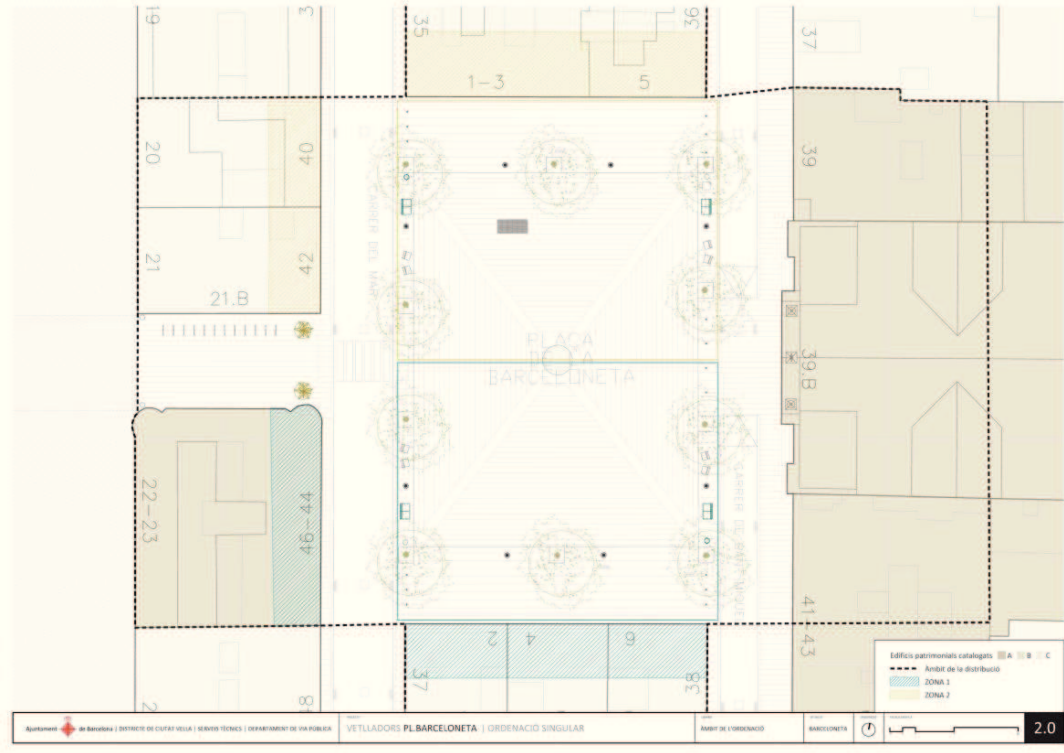 19
35
36
37
1-3
5
20
40
39
CARRER DEL MAR
21
42
21.B
PLAÇA
DE LA
BARCELONETA
39.B
22-23
46-44
41-43
2
4
6
37
38
Edificis patrimonials catalogats A B C
Àmbit de la distribució
ZONA 1
ZONA 2
Ajuntament de Barcelona | DISTRICTE DE CIUTAT VELLA | SERVEIS TÈCNICS | DEPARTAMENT DE VIA PÚBLICA
VETLLADORS PL.BARCELONETA | ORDENACIÓ SINGULAR
ÀMBIT DE L'ORDENACIÓ
BARCELONETA
2.0